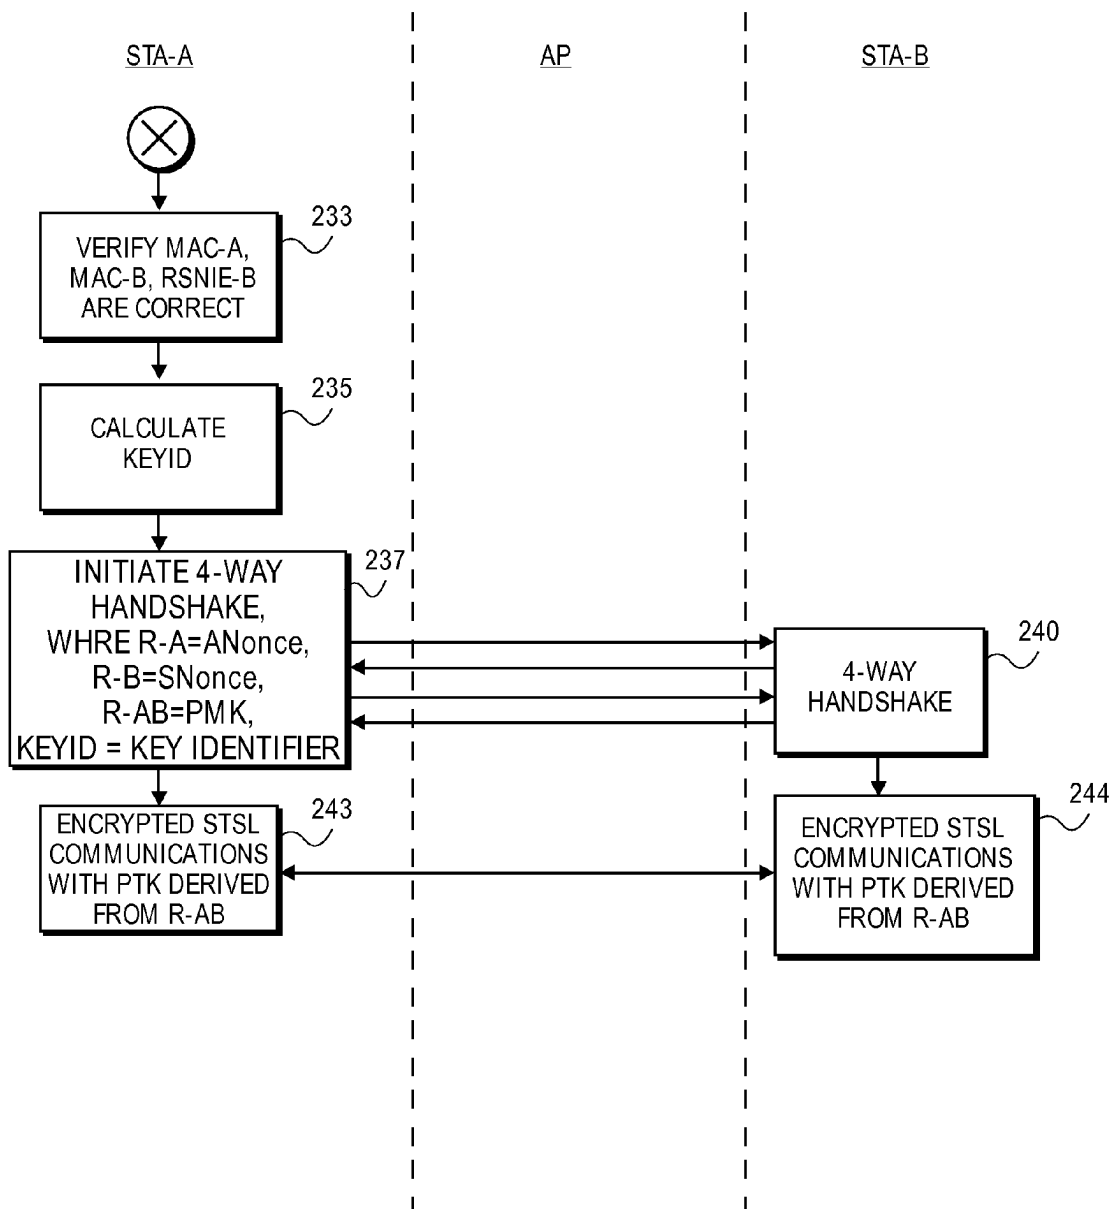 STA-A
AP
STA-B
233
VERIFY MAC-A,
MAC-B, RSNIE-B
ARE CORRECT
235
CALCULATE
KEYID
237
INITIATE 4-WAY
HANDSHAKE,
WHRE R-A=ANonce,
R-B=SNonce,
R-AB=PMK,
KEYID = KEY IDENTIFIER
240
4-WAY
HANDSHAKE
243
ENCRYPTED STSL
COMMUNICATIONS
WITH PTK DERIVED
FROM R-AB
244
ENCRYPTED STSL
COMMUNICATIONS
WITH PTK DERIVED
FROM R-AB